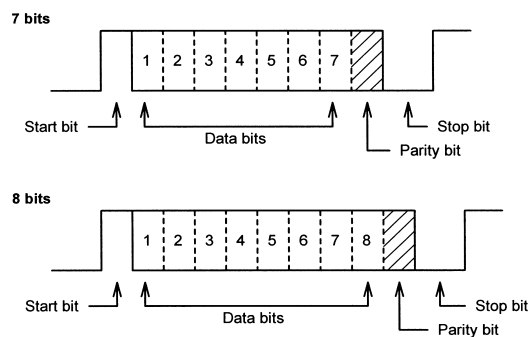 7 bits
1 2 3 4 5 6 7
Start bit
Data bits
Stop bit
Parity bit
8 bits
1 2 3 4 5 6 7 8
Start bit
Data bits
Stop bit
Parity bit